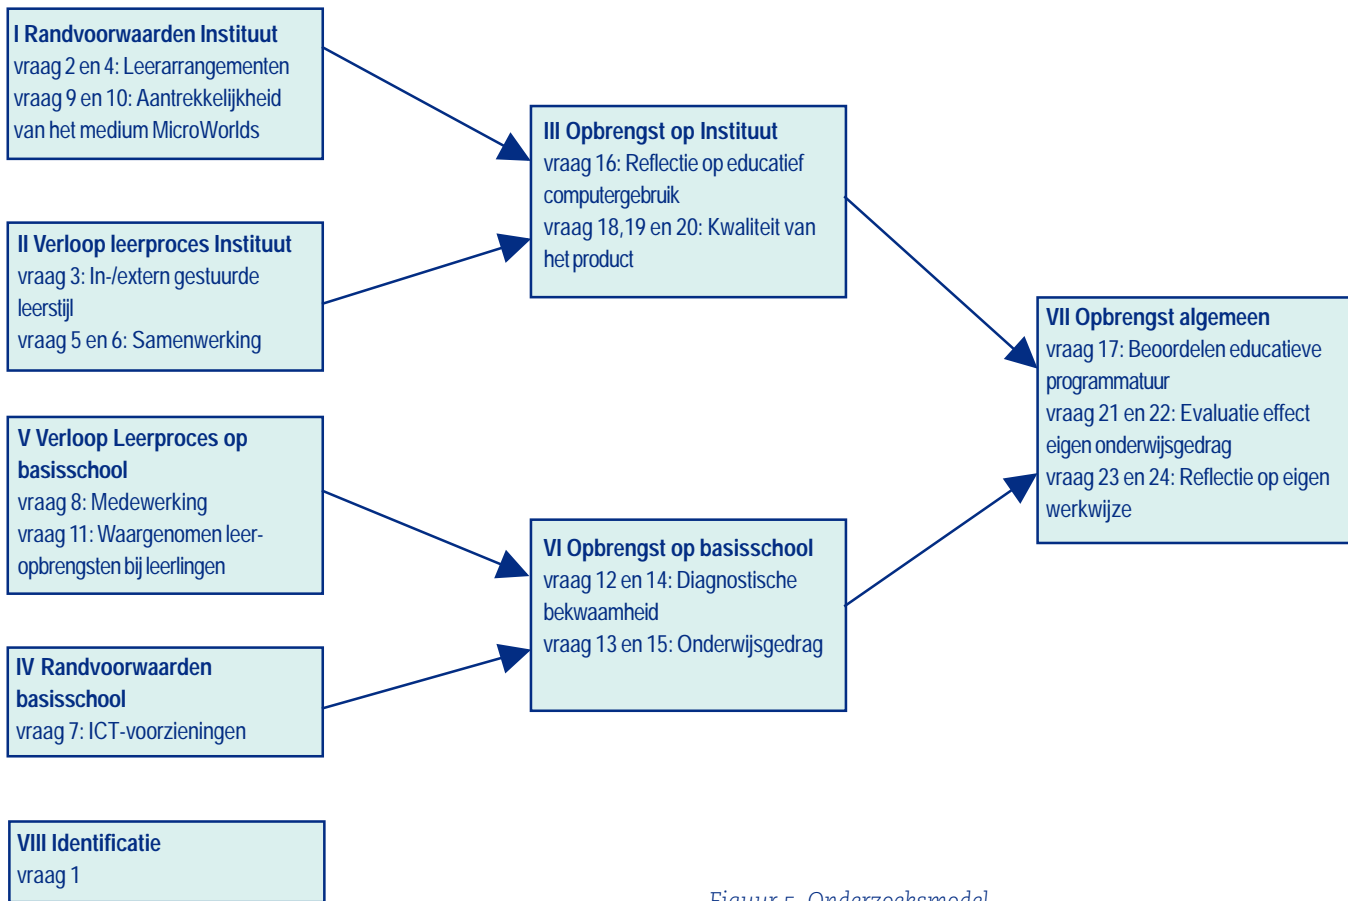 I Randvoorwaarden Instituut
vraag 2 en 4: Leerarrangementen
vraag 9 en 10: Aantrekkelijkheid
van het medium MicroWorlds
II Verloop leerproces Instituut
vraag 3: In-/extern gestuurde
leerstijl
vraag 5 en 6: Samenwerking
V Verloop Leerproces op
basisschool
vraag 8: Medewerking
vraag 11: Waargenomen leer-
opbrengsten bij leerlingen
IV Randvoorwaarden
basisschool
vraag 7: ICT-voorzieningen
VIII Identificatie
vraag 1
III Opbrengst op Instituut
vraag 16: Reflectie op educatief
computergebruik
vraag 18,19 en 20: Kwaliteit van
het product
VI Opbrengst op basisschool
vraag 12 en 14: Diagnostische
bekwaamheid
vraag 13 en 15: Onderwijsgedrag
VII Opbrengst algemeen
vraag 17: Beoordelen educatieve
programmatuur
vraag 21 en 22: Evaluatie effect
eigen onderwijsgedrag
vraag 23 en 24: Reflectie op eigen
werkwijze
Figuur 5. Onderzoeksmodel